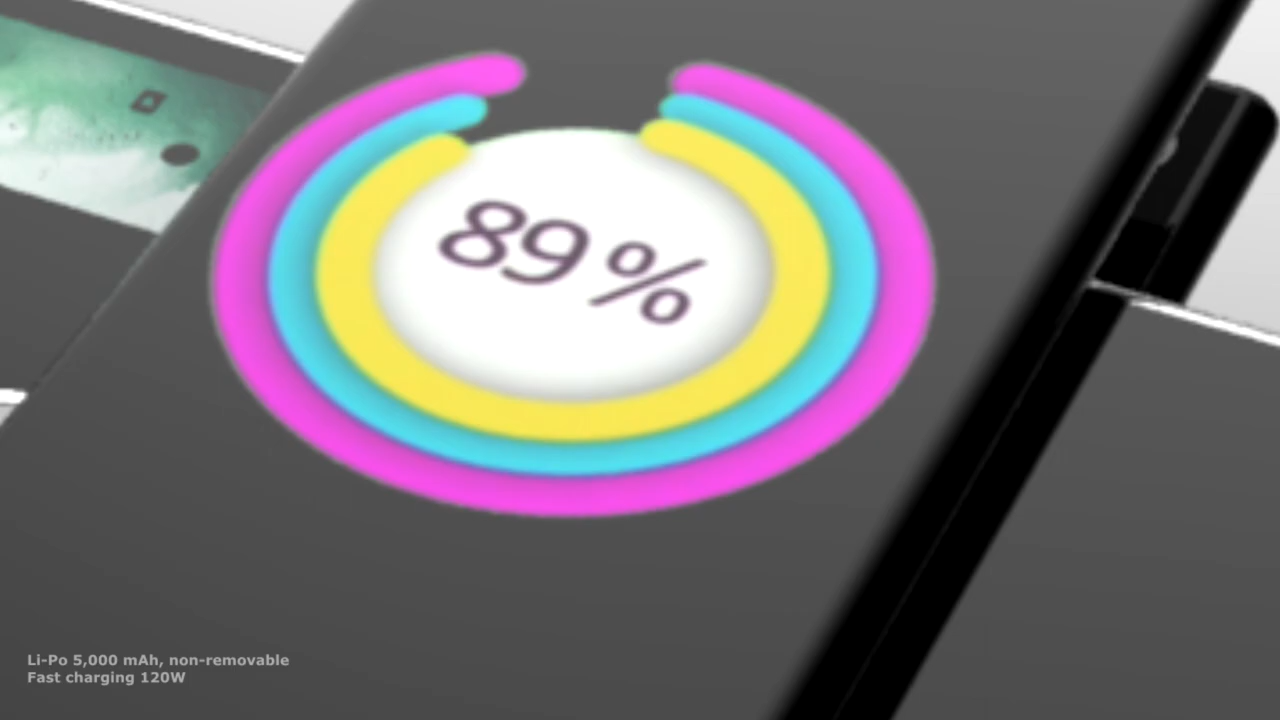 89%
Li-Po 5,000 mAh, non-removable
Fast charging 120W